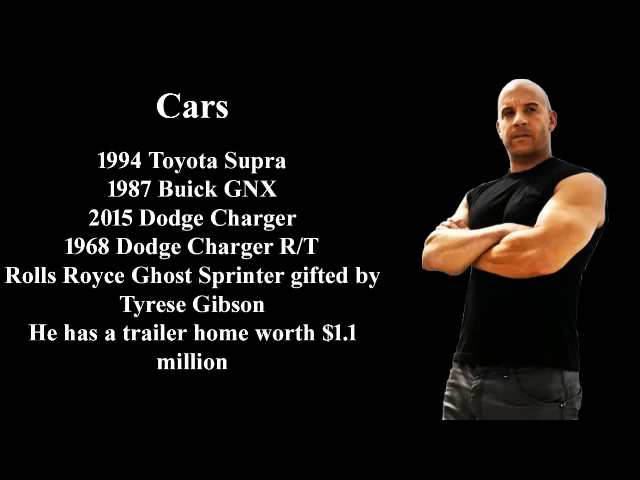 Cars
1994 Toyota Supra
1987 Buick GNX
2015 Dodge Charger
1968 Dodge Charger R/T
Rolls Royce Ghost Sprinter gifted by
Tyrese Gibson
He has a trailer home worth $1.1
million